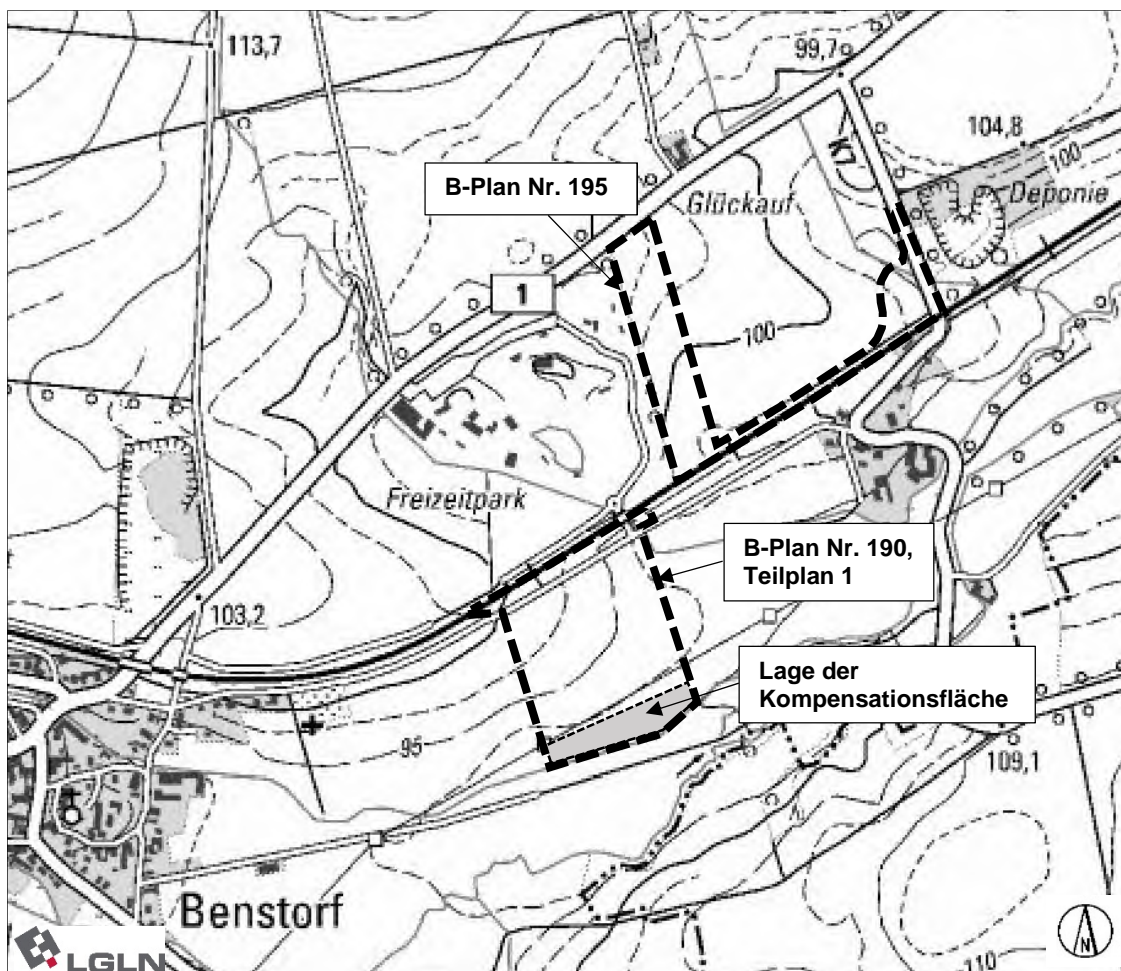 113,7
99,7
104,8
K7
100
B-Plan Nr. 195
Glückauf
Deponie
1
100
Freizeitpark
B-Plan Nr. 190,
Teilplan 1
103,2
Lage der
Kompensationsfläche
95
109,1
Benstorf
N
LGLN
110